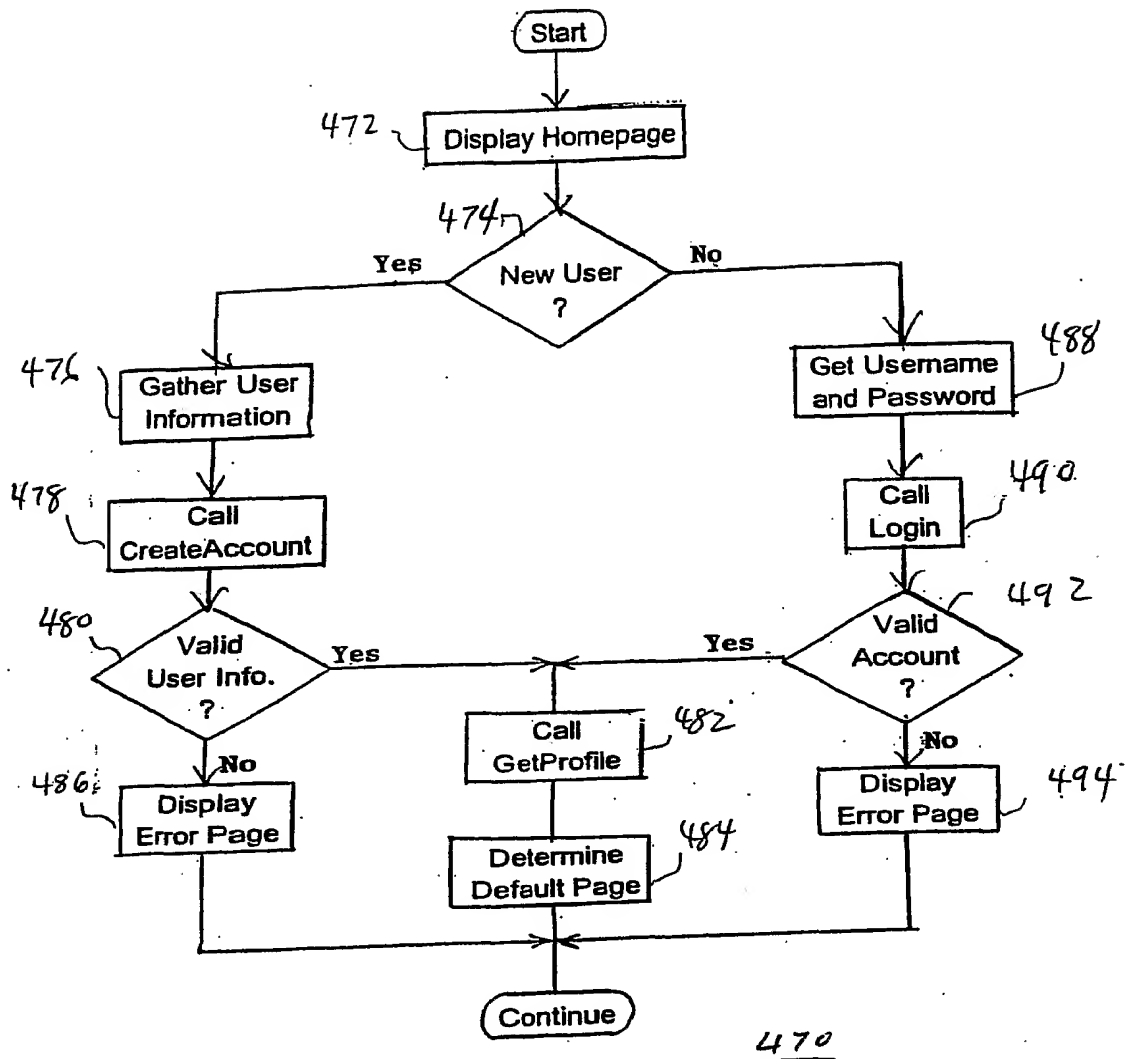 Start
472
Display Homepage
474
Yes
New User
?
No
476
Gather User
Information
488
Get Username
and Password
478
Call
CreateAccount
490
Call
Login
480
Valid
User Info.
?
Yes
492
Valid
Account
?
Yes
482
Call
GetProfile
No
486
Display
Error Page
No
494
Display
Error Page
484
Determine
Default Page
Continue
470